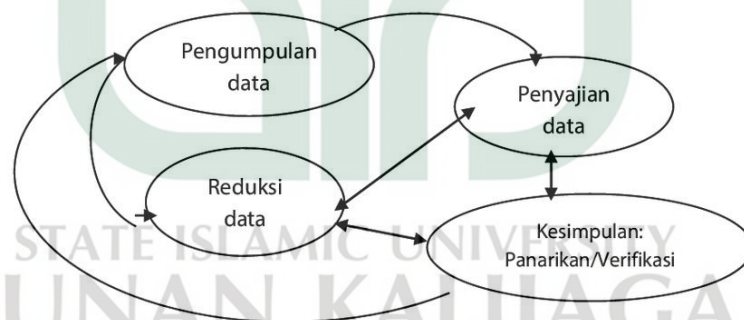 Pengumpulan
data
Penyajian
data
Reduksi
data
Kesimpulan:
Panarikan/Verifikasi
STATE ISLAMIC UNIVERSITY
UNAN KALIJAGA